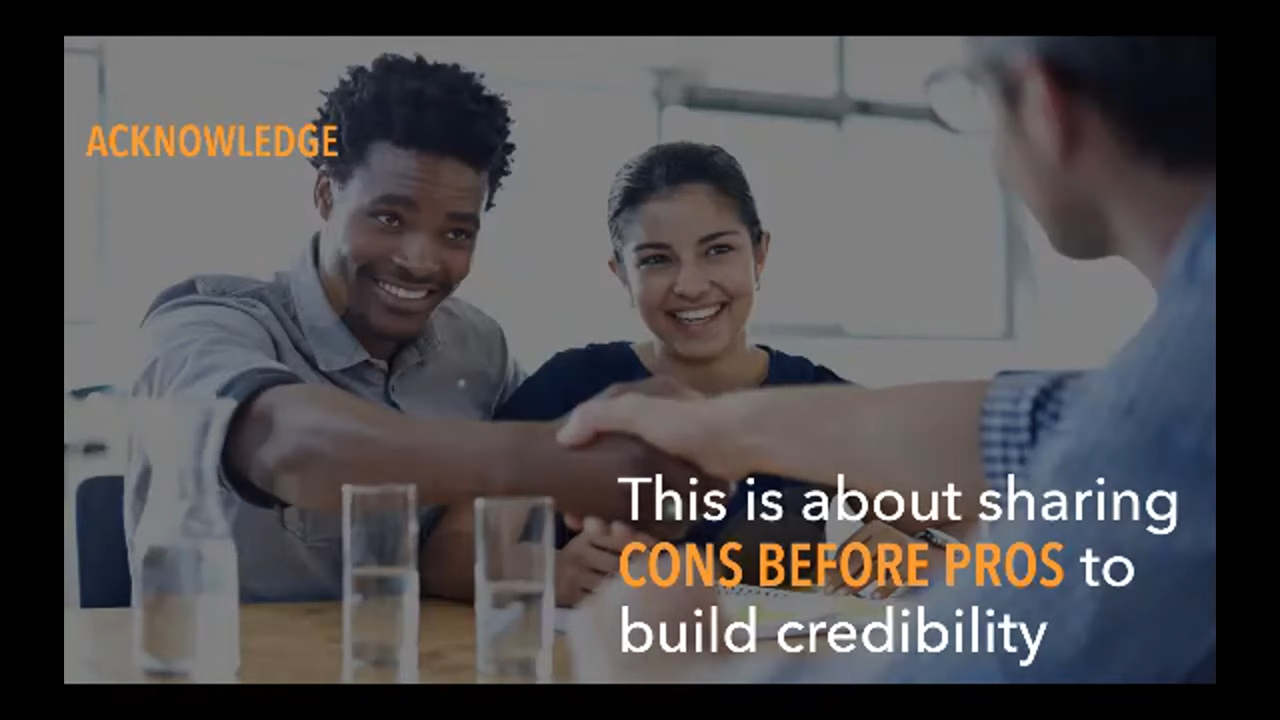 ACKNOWLEDGE
This is about sharing
CONS BEFORE PROS to
build credibility